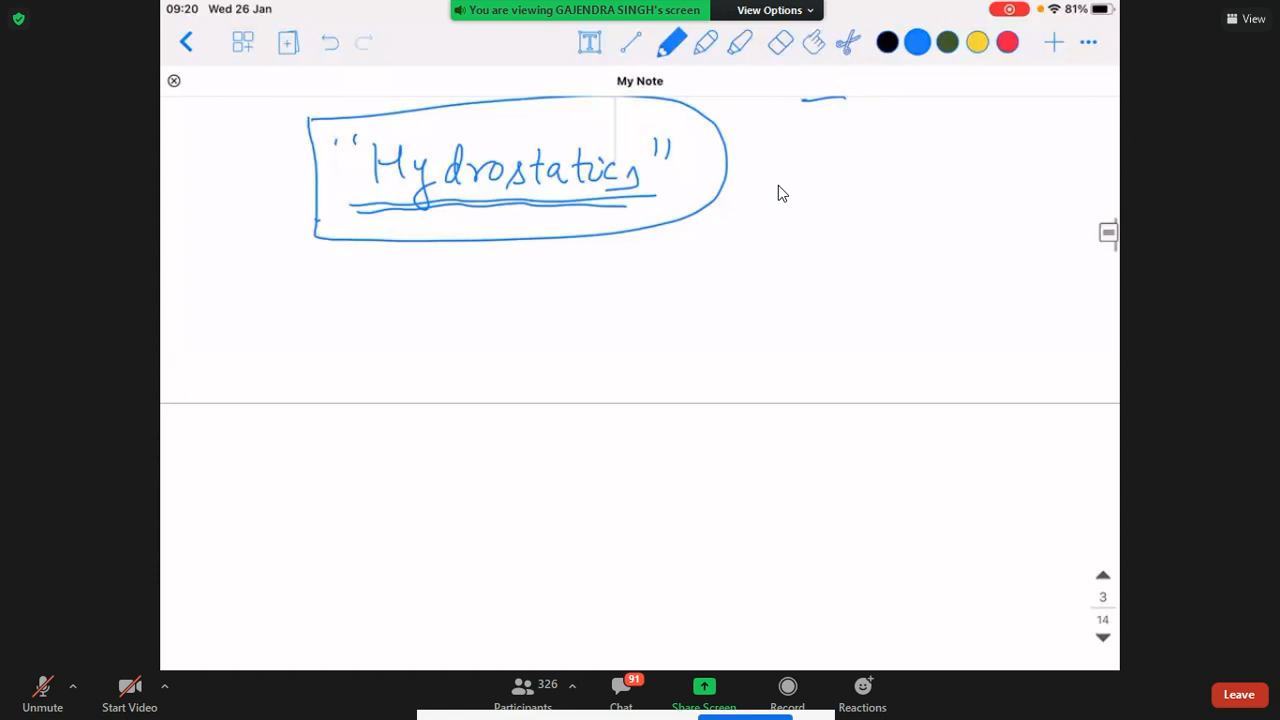 09:20 Wed 26 Jan
You are viewing GAJENDRA SINGH's screen
View Options
81%
View
My Note
"Hydrostatics"
3
14
Unmute
Start Video
326
Participants
91
Chat
Share Screen
Record
Reactions
Leave